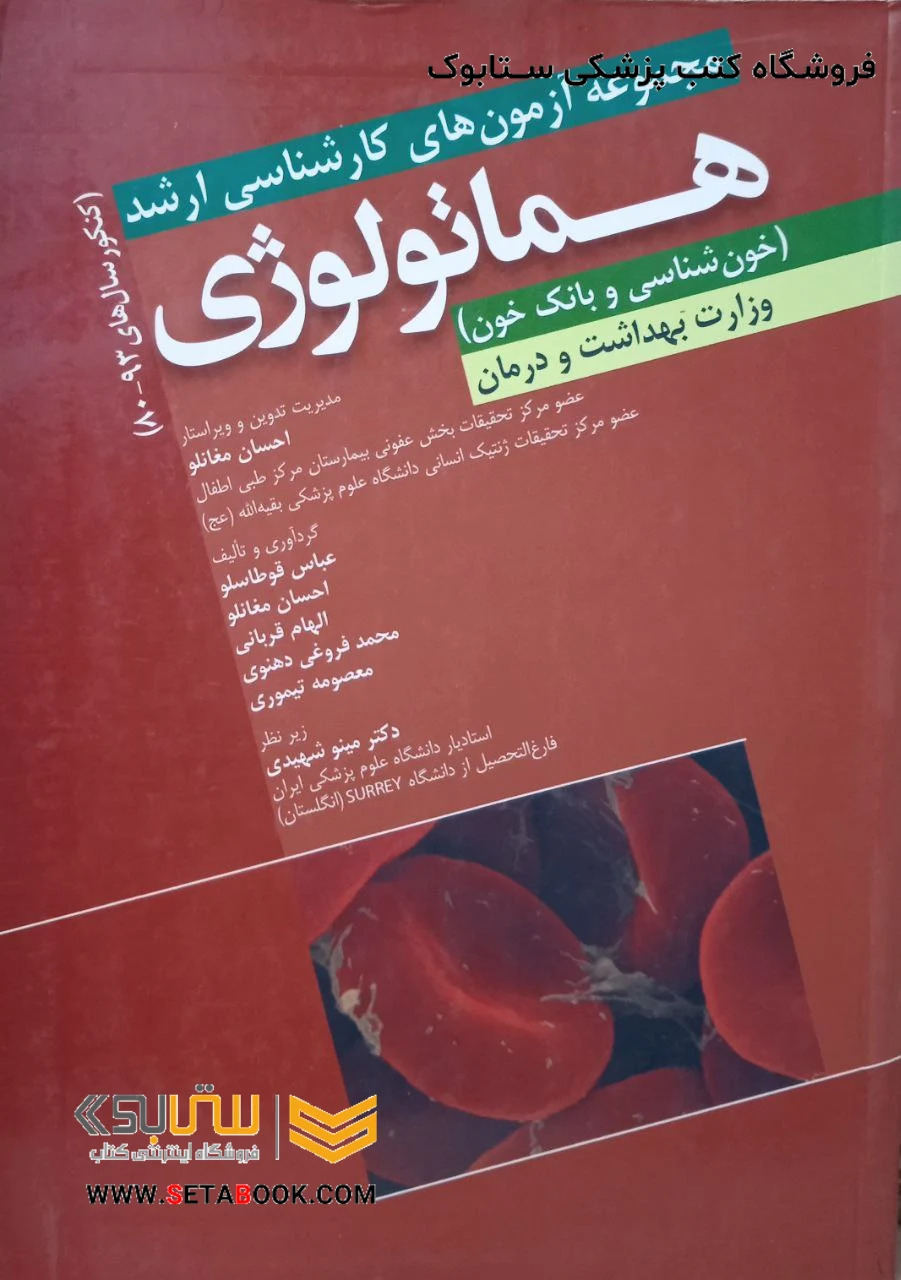 فروشگاه کتب پزشکی ستابوک
مجموعه آزمون‌های کارشناسی ارشد
هماتولوژی
(خون‌شناسی و بانک خون)
وزارت بهداشت و درمان
(کنکور سال‌های ۹۳-۸۰)
مدیریت تدوین و ویراستار
احسان مغانلو
عضو مرکز تحقیقات بخش عفونی بیمارستان مرکز طبی اطفال
عضو مرکز تحقیقات ژنتیک انسانی دانشگاه علوم پزشکی بقیه‌الله (عج)
گردآوری و تألیف
عباس قوطاسلو
احسان مغانلو
الهام قربانی
محمد فروغی دهنوی
معصومه تیموری
زیر نظر
دکتر مینو شهیدی
استادیار دانشگاه علوم پزشکی ایران
فارغ‌التحصیل از دانشگاه SURREY (انگلستان)
ستابوک
فروشگاه اینترنتی کتاب
WWW.SETABOOK.COM